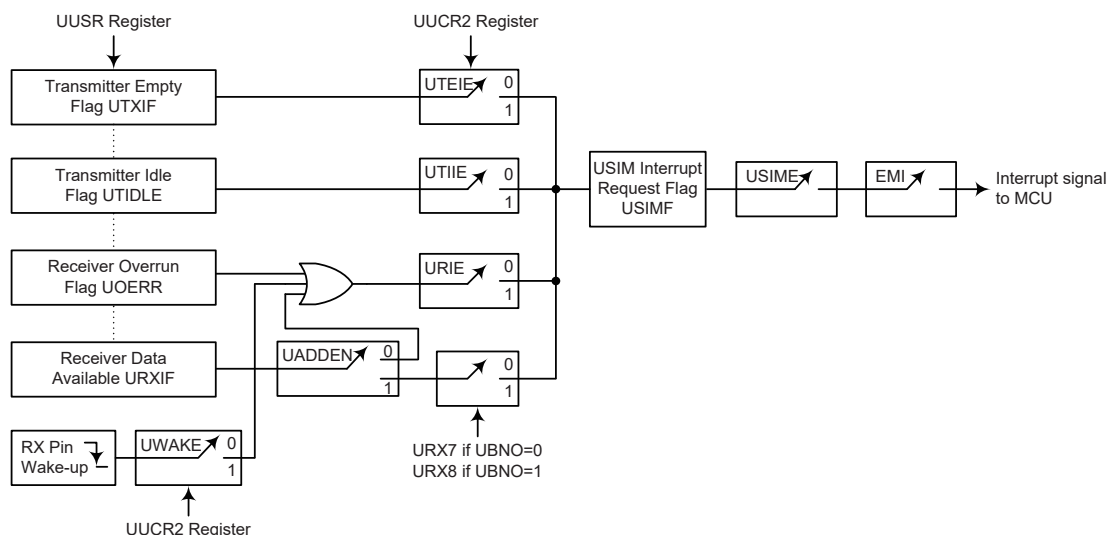 UUSR Register
UUCR2 Register
Transmitter Empty
Flag UTXIF
UTEIE
0
1
Transmitter Idle
Flag UTIDLE
UTIIE
0
1
USIM Interrupt
Request Flag
USIMF
USIME
EMI
Interrupt signal
to MCU
Receiver Overrun
Flag UOERR
URIE
0
1
Receiver Data
Available URXIF
UADDEN
0
1
0
1
RX Pin
Wake-up
UWAKE
0
1
URX7 if UBNO=0
URX8 if UBNO=1
UUCR2 Register